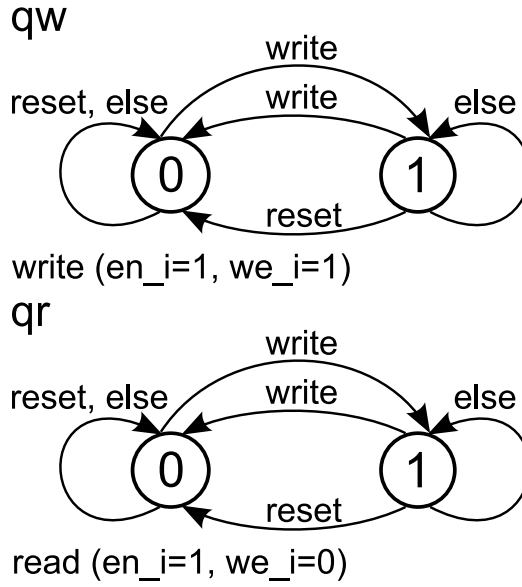 qw
write
write
reset, else
else
0
1
reset
write (en_i=1, we_i=1)
qr
write
write
reset, else
else
0
1
reset
read (en_i=1, we_i=0)